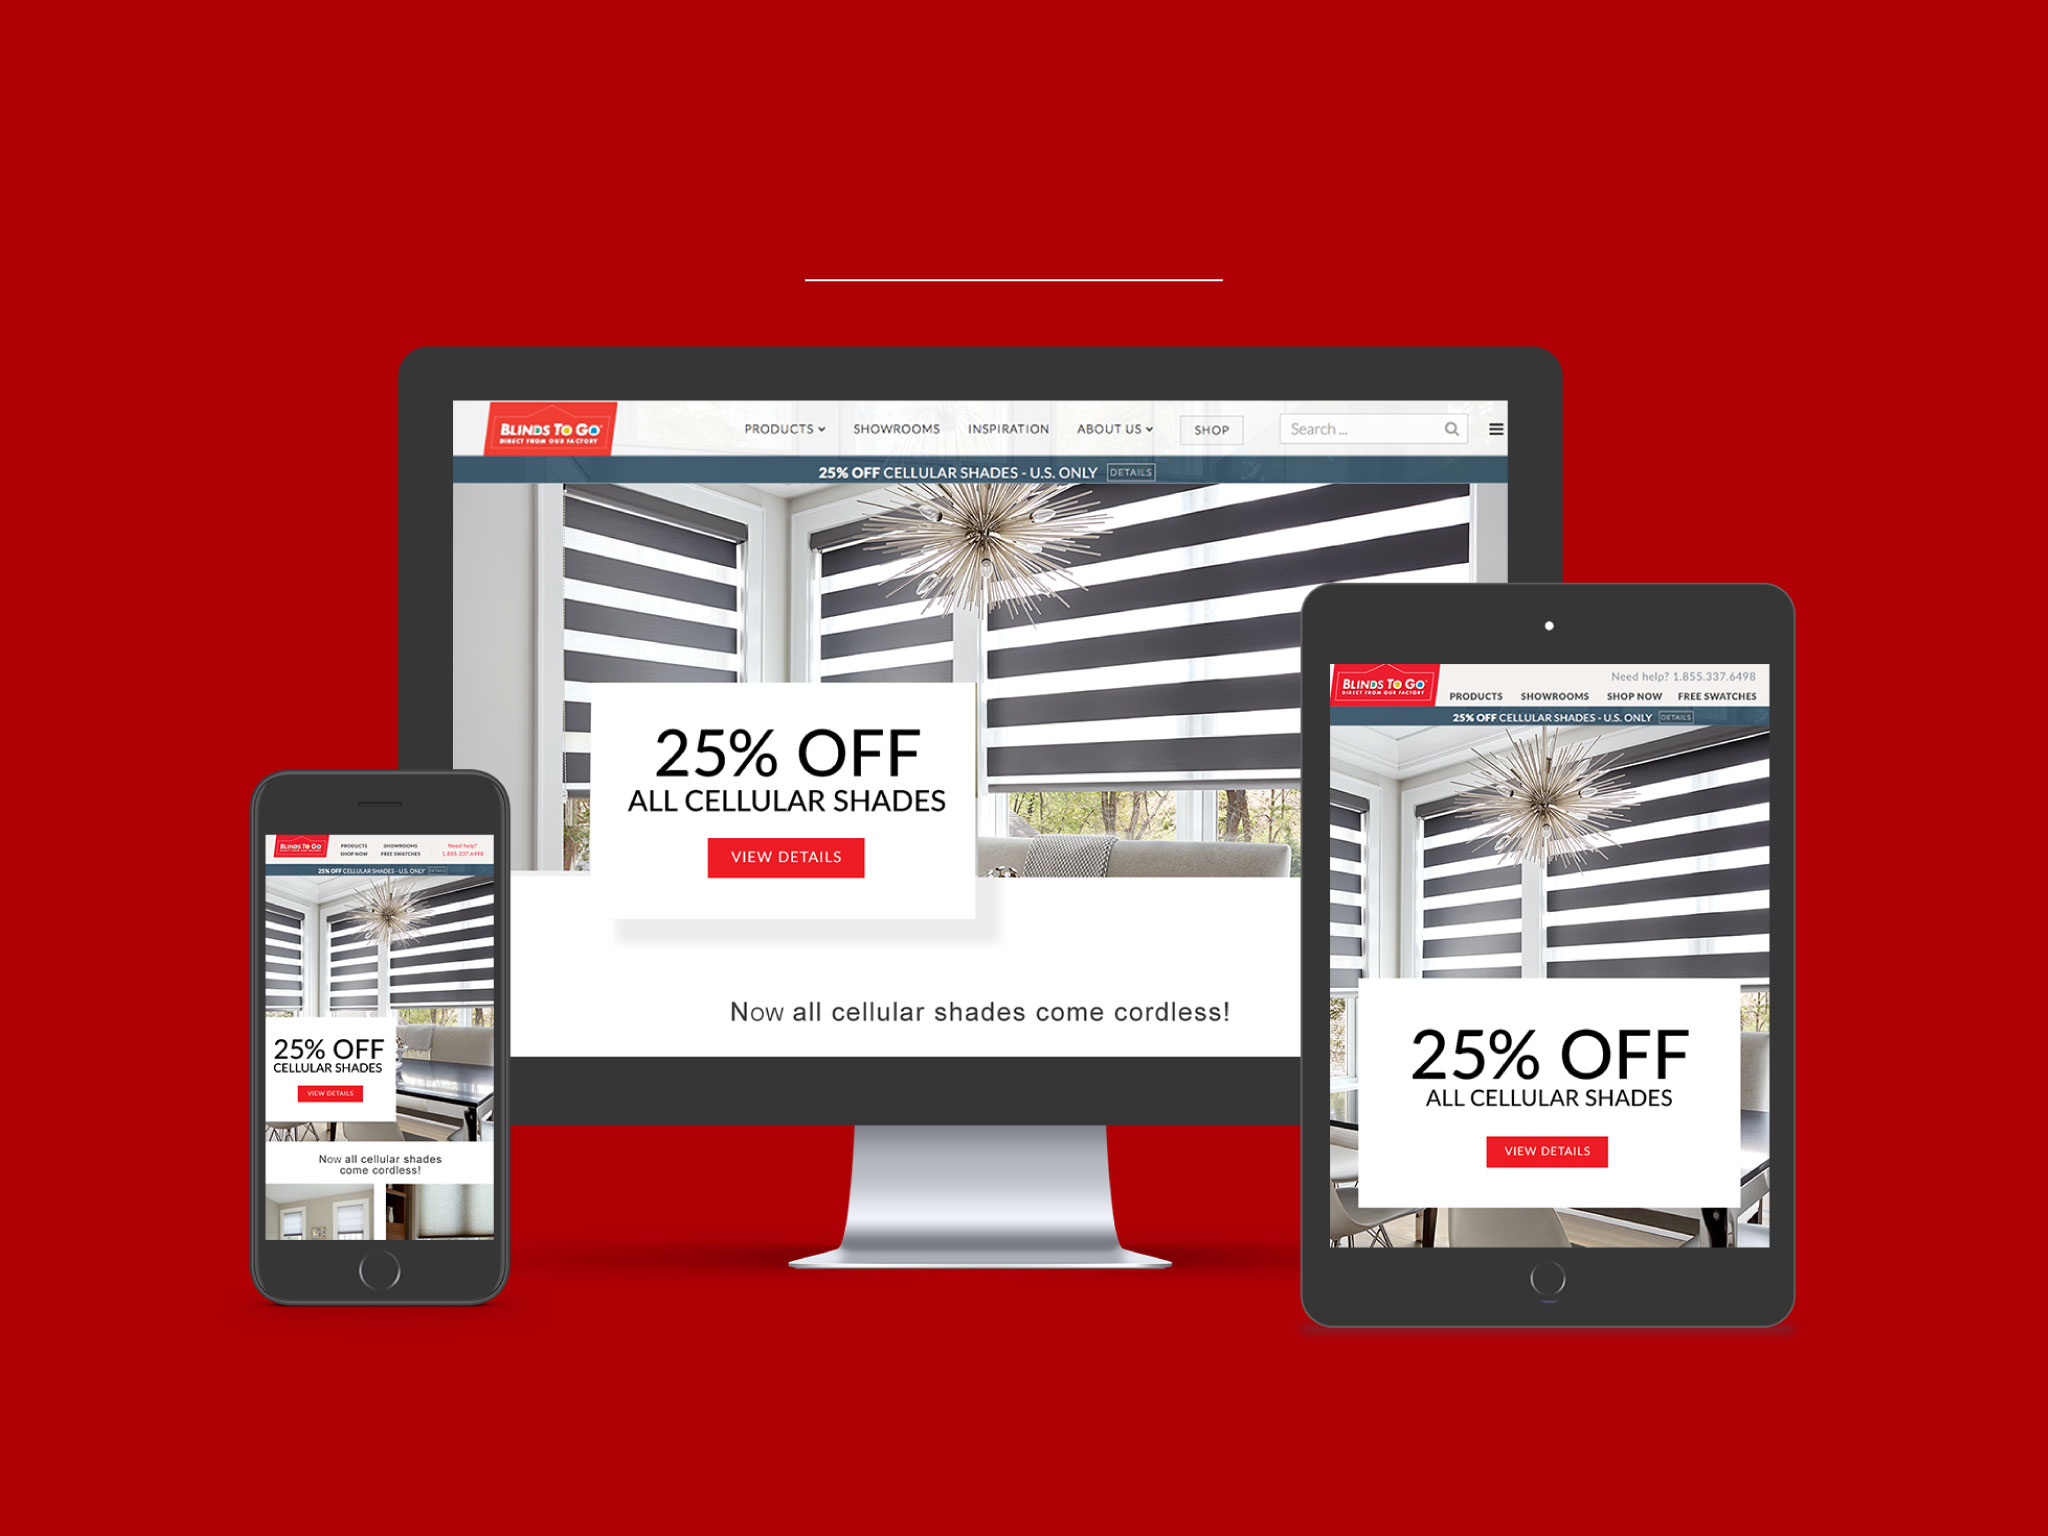 BLINDS TO GO
DIRECT FROM OUR FACTORY
PRODUCTS SHOWROOMS INSPIRATION ABOUT US SHOP Search ...
25% OFF CELLULAR SHADES - U.S. ONLY DETAILS
25% OFF
ALL CELLULAR SHADES
VIEW DETAILS
Now all cellular shades come cordless!
BLINDS TO GO
DIRECT FROM OUR FACTORY
Need help? 1.855.337.6498
PRODUCTS SHOWROOMS SHOP NOW FREE SWATCHES
25% OFF CELLULAR SHADES - U.S. ONLY DETAILS
25% OFF
ALL CELLULAR SHADES
VIEW DETAILS
BLINDS TO GO
DIRECT FROM OUR FACTORY
PRODUCTS SHOWROOMS Need help?
SHOP NOW FREE SWATCHES 1.855.337.6498
25% OFF CELLULAR SHADES - U.S. ONLY DETAILS
25% OFF
CELLULAR SHADES
VIEW DETAILS
Now all cellular shades
come cordless!